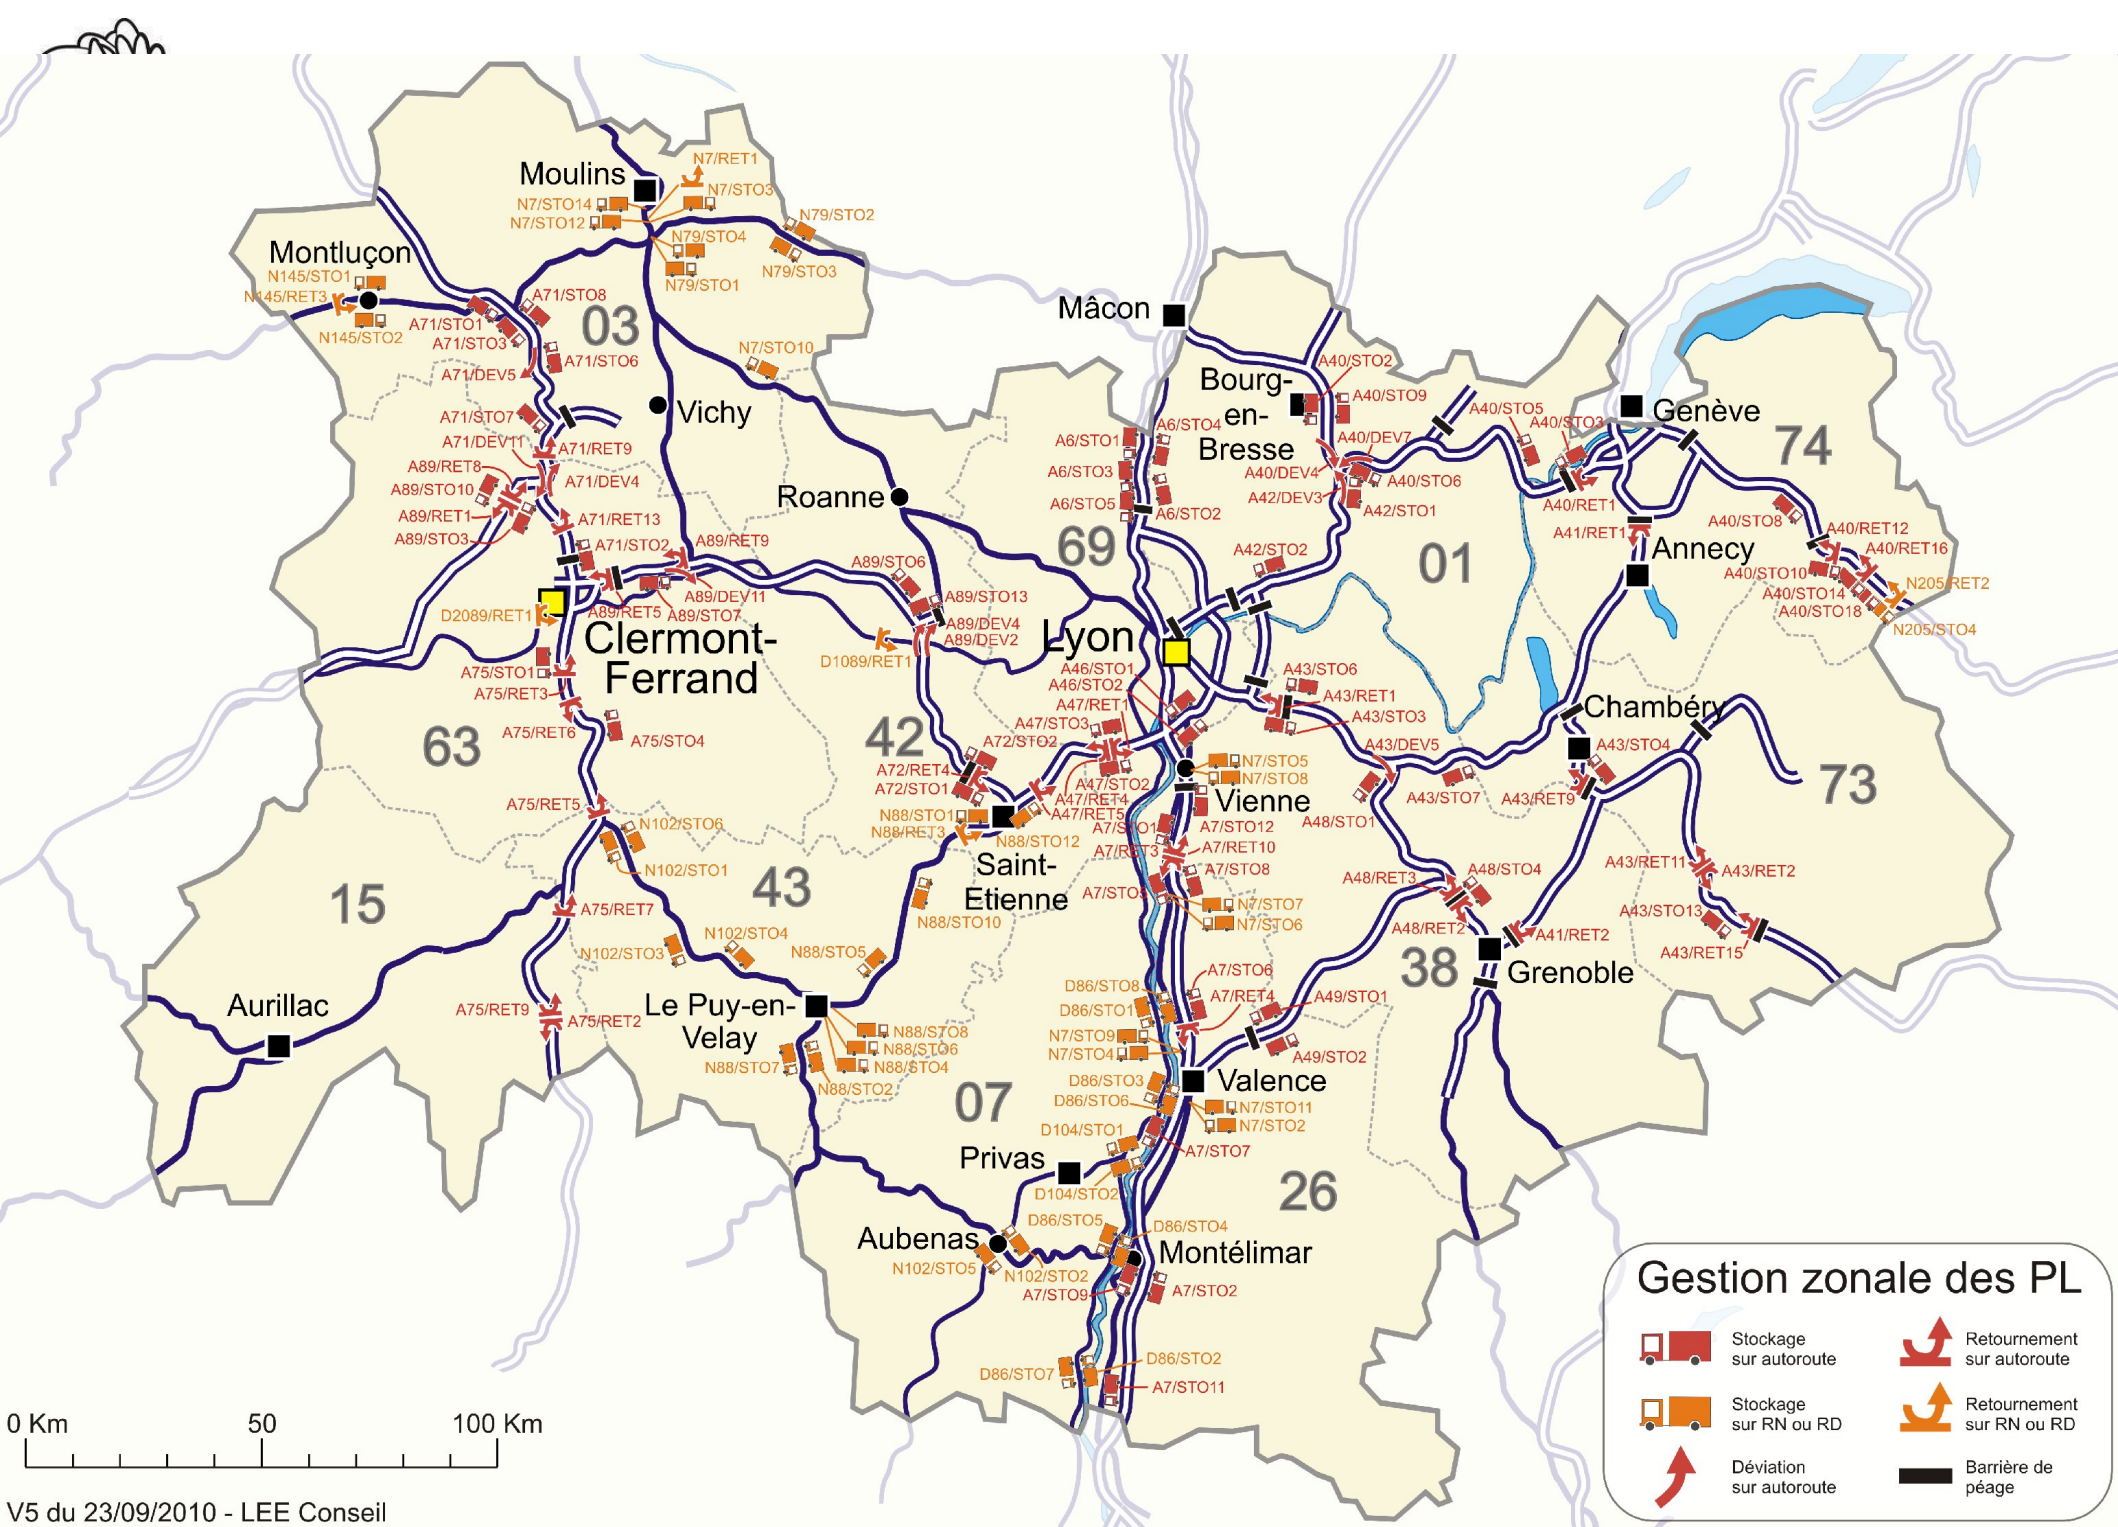 Moulins
N7/RET1
N7/STO3
N7/STO14
N7/STO12
N79/STO2
N79/STO4
N79/STO3
N79/STO1
Montluçon
N145/STO1
N145/RET3
N145/STO2
A71/STO8
03
A71/STO1
A71/STO3
A71/STO6
A71/DEV5
N7/STO10
Mâcon
A71/STO7
Vichy
A71/DEV11
A71/RET9
A89/RET8
A89/STO10
A71/DEV4
A89/RET1
A71/RET13
A89/STO3
A71/STO2
A89/RET9
Roanne
A89/STO6
A89/DEV11
A89/RET5
A89/STO7
A89/STO13
A89/DEV4
A89/DEV2
D2089/RET1
D1089/RET1
Clermont-
Ferrand
A75/STO1
A75/RET3
A75/RET6
A75/STO4
63
42
Bourg-
en-
Bresse
A40/STO2
A40/STO9
A40/STO5
A40/STO3
Genève
74
A6/STO1
A6/STO4
A6/STO3
A6/STO5
A6/STO2
A40/DEV7
A40/DEV4
A40/STO6
A42/DEV3
A42/STO1
A40/RET1
A41/RET1
A40/STO8
A40/RET12
A40/RET16
69
A42/STO2
01
Annecy
A40/STO10
A40/STO14
A40/STO18
N205/RET2
N205/STO4
Lyon
A46/STO1
A46/STO2
A47/RET1
A47/STO3
A43/STO6
A43/RET1
A43/STO3
Chambéry
A72/STO2
A72/RET4
A72/STO1
A47/STO2
A47/RET4
A47/RET5
N7/STO5
N7/STO8
Vienne
A43/DEV5
A43/STO4
A43/STO7
A43/RET9
73
A75/RET5
N102/STO6
N102/STO1
N88/STO1
N88/RET3
N88/STO12
Saint-
Etienne
A7/STO1
A7/STO12
A7/RET3
A7/RET10
A7/STO8
A7/STO5
A48/STO1
A48/RET3
A48/STO4
A43/RET11
A43/RET2
15
43
A75/RET7
N88/STO10
N7/STO7
N7/STO6
A48/RET2
A41/RET2
A43/STO13
A43/RET15
N102/STO3
N102/STO4
N88/STO5
38
Grenoble
Aurillac
A75/RET9
A75/RET2
Le Puy-en-
Velay
N88/STO8
N88/STO6
N88/STO4
N88/STO7
N88/STO2
D86/STO8
D86/STO1
A7/STO6
A7/RET4
A49/STO1
N7/STO9
N7/STO4
A49/STO2
D86/STO3
D86/STO6
Valence
N7/STO11
N7/STO2
07
D104/STO1
A7/STO7
Privas
D104/STO2
26
D86/STO5
D86/STO4
Aubenas
Montélimar
N102/STO5
N102/STO2
A7/STO9
A7/STO2
D86/STO7
D86/STO2
A7/STO11
Gestion zonale des PL
Stockage
sur autoroute
Retournement
sur autoroute
Stockage
sur RN ou RD
Retournement
sur RN ou RD
Déviation
sur autoroute
Barrière de
péage
0 Km 50 100 Km
V5 du 23/09/2010 - LEE Conseil